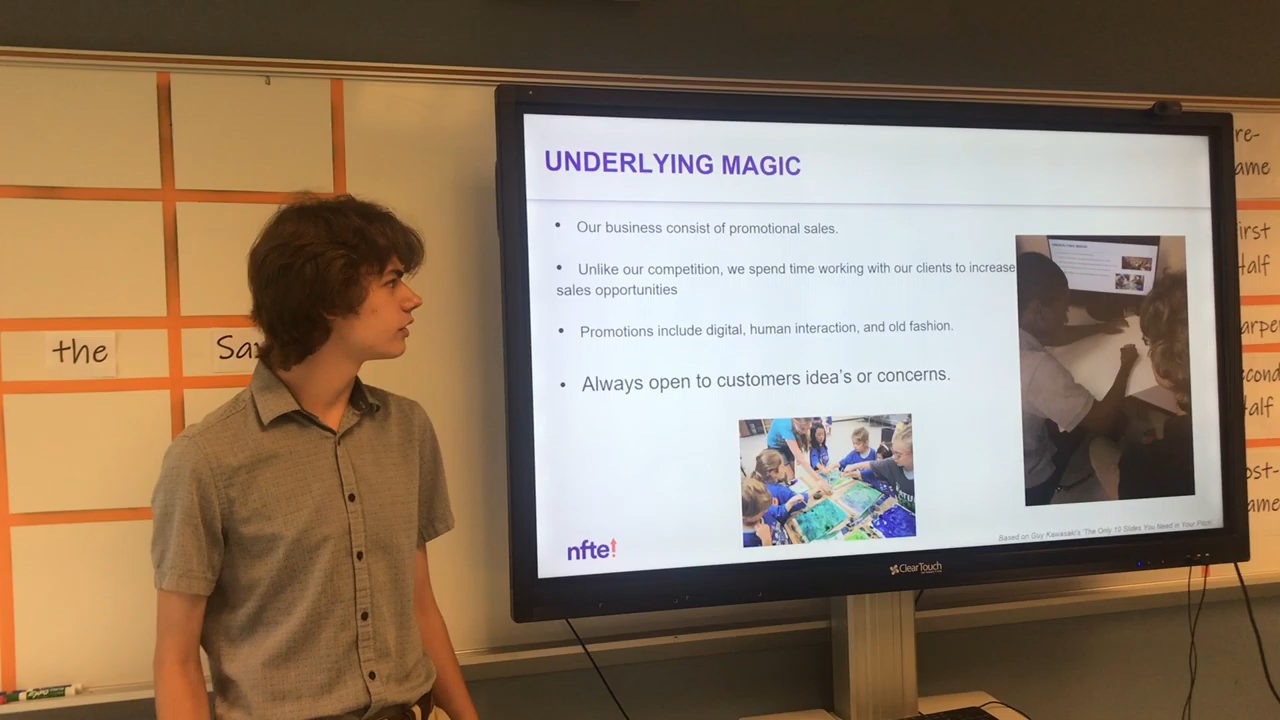 UNDERLYING MAGIC
• Our business consist of promotional sales.
• Unlike our competition, we spend time working with our clients to increase
sales opportunities
• Promotions include digital, human interaction, and old fashion.
• Always open to customers idea's or concerns.
Based on Guy Kawasaki's "The Only 10 Slides You Need in Your Pitch"
nfte!
ClearTouch
the
Sa
re-
ame
irst
Half
arpe
cond
Half
ost-
ame
EXPO